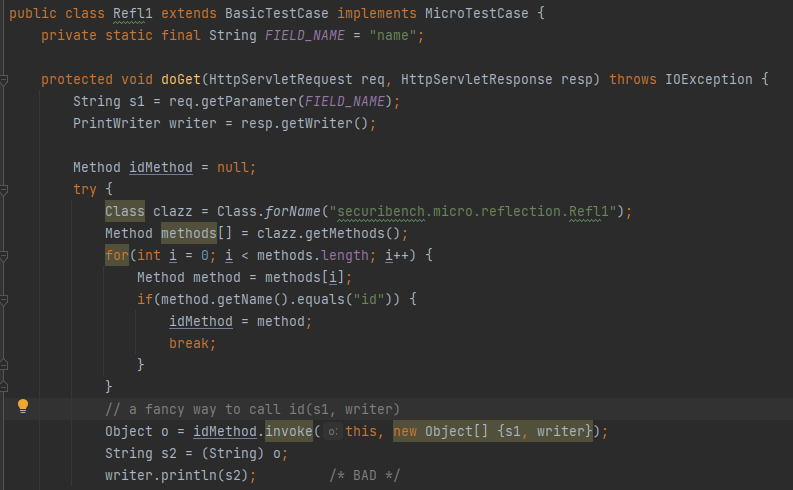 public class Refl1 extends BasicTestCase implements MicroTestCase {
    private static final String FIELD_NAME = "name";

    protected void doGet(HttpServletRequest req, HttpServletResponse resp) throws IOException {
        String s1 = req.getParameter(FIELD_NAME);
        PrintWriter writer = resp.getWriter();

        Method idMethod = null;
        try {
            Class clazz = Class.forName("securibench.micro.reflection.Refl1");
            Method methods[] = clazz.getMethods();
            for(int i = 0; i < methods.length; i++) {
                Method method = methods[i];
                if(method.getName().equals("id")) {
                    idMethod = method;
                    break;
                }
            }
            // a fancy way to call id(s1, writer)
            Object o = idMethod.invoke( o: this, new Object[] {s1, writer});
            String s2 = (String) o;
            writer.println(s2);         /* BAD */